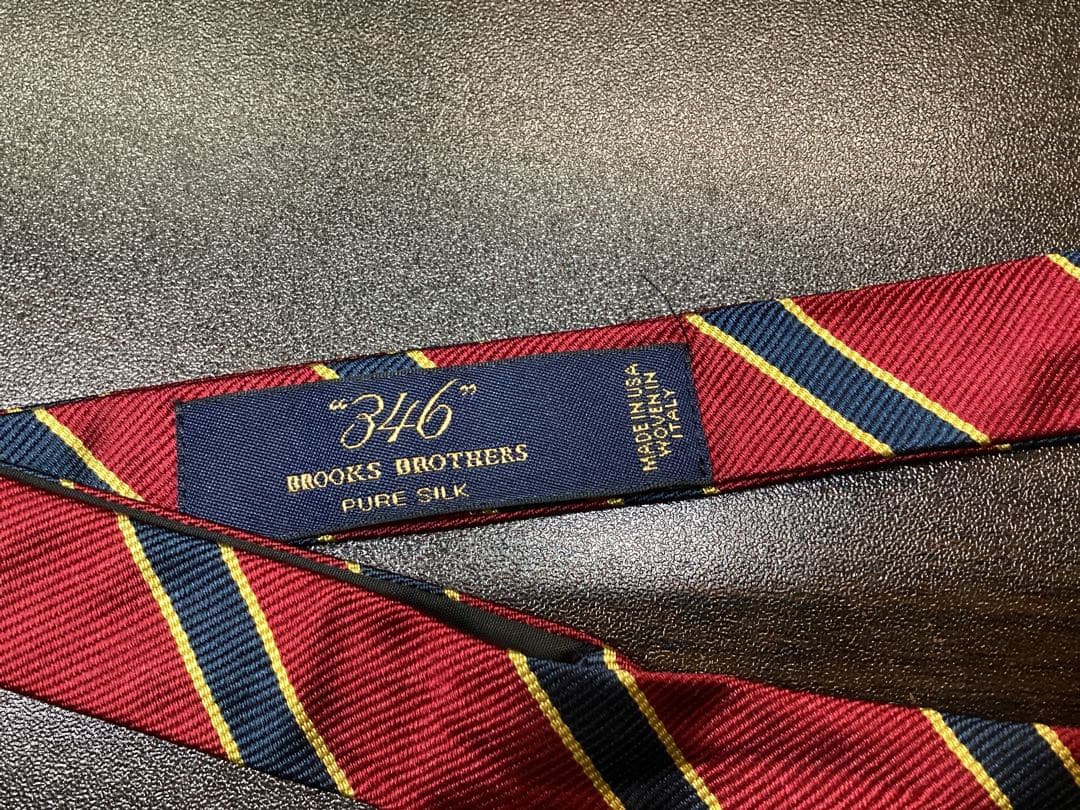 “346”
BROOKS BROTHERS
PURE SILK
MADE IN USA
WOVEN IN
ITALY